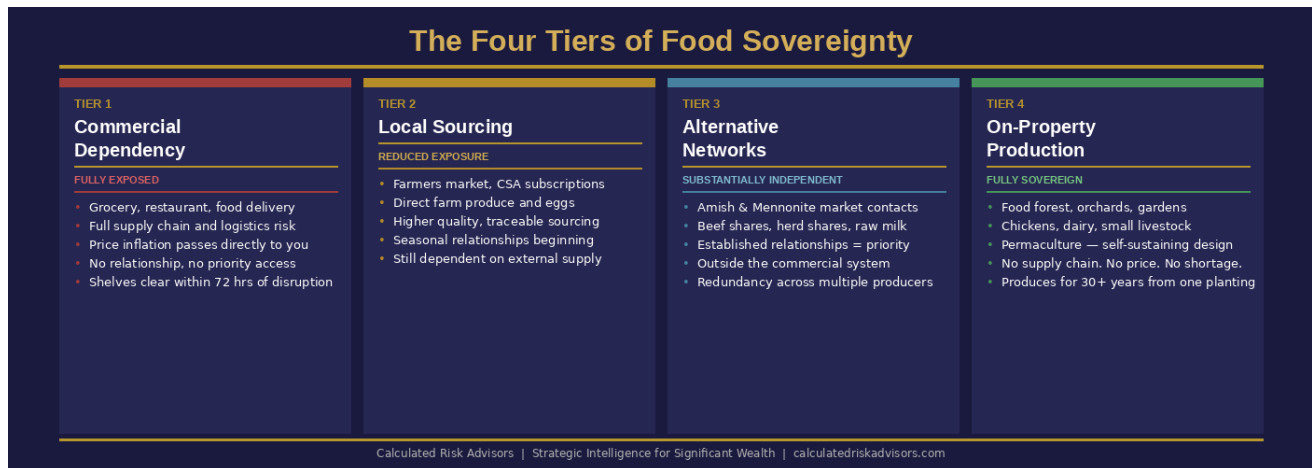 The Four Tiers of Food Sovereignty
TIER 1
Commercial
Dependency
FULLY EXPOSED
• Grocery, restaurant, food delivery
• Full supply chain and logistics risk
• Price inflation passes directly to you
• No relationship, no priority access
• Shelves clear within 72 hrs of disruption
TIER 2
Local Sourcing
REDUCED EXPOSURE
• Farmers market, CSA subscriptions
• Direct farm produce and eggs
• Higher quality, traceable sourcing
• Seasonal relationships beginning
• Still dependent on external supply
TIER 3
Alternative
Networks
SUBSTANTIALLY INDEPENDENT
• Amish & Mennonite market contacts
• Beef shares, herd shares, raw milk
• Established relationships = priority
• Outside the commercial system
• Redundancy across multiple producers
TIER 4
On-Property
Production
FULLY SOVEREIGN
• Food forest, orchards, gardens
• Chickens, dairy, small livestock
• Permaculture — self-sustaining design
• No supply chain. No price. No shortage.
• Produces for 30+ years from one planting
Calculated Risk Advisors | Strategic Intelligence for Significant Wealth | calculatedriskadvisors.com